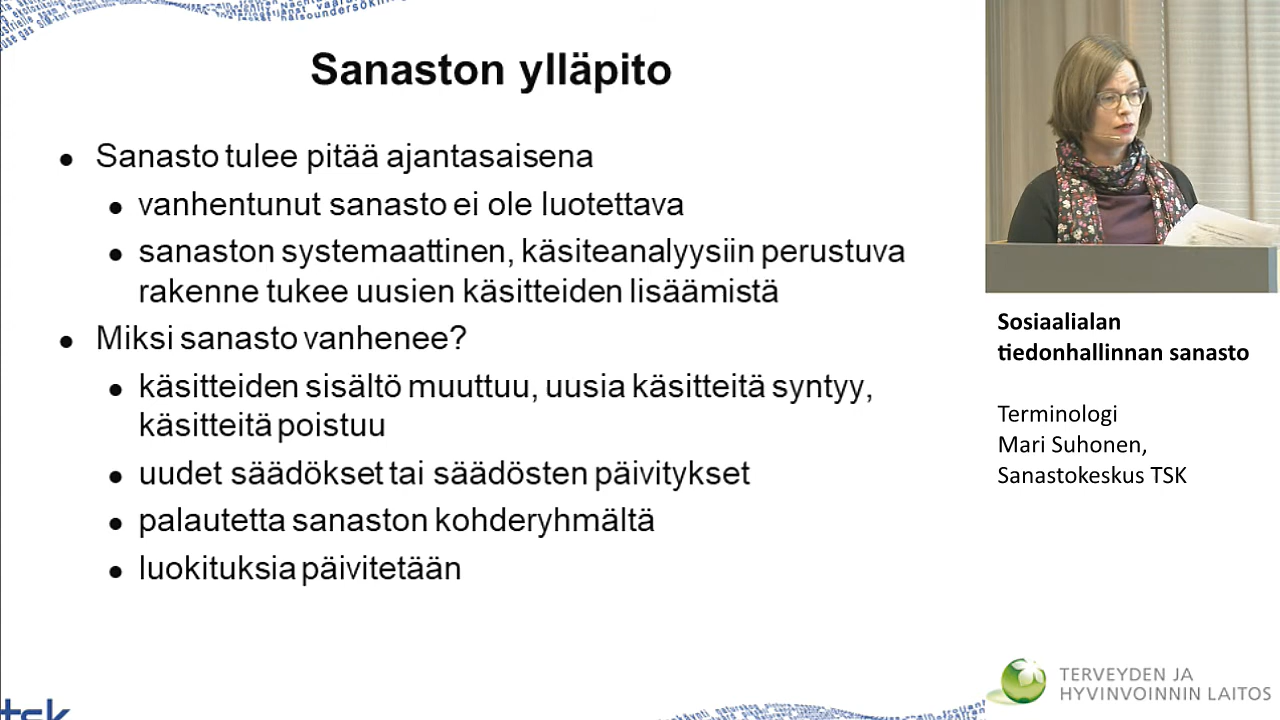 Sanaston ylläpito
Sanasto tulee pitää ajantasaisena
vanhentunut sanasto ei ole luotettava
sanaston systemaattinen, käsiteanalyysiin perustuva
rakenne tukee uusien käsitteiden lisäämistä
Miksi sanasto vanhenee?
käsitteiden sisältö muuttuu, uusia käsitteitä syntyy,
käsitteitä poistuu
uudet säädökset tai säädösten päivitykset
palautetta sanaston kohderyhmältä
luokituksia päivitetään
tsk
Sosiaalialan
tiedonhallinnan sanasto
Terminologi
Mari Suhonen,
Sanastokeskus TSK
TERVEYDEN JA
HYVINVOINNIN LAITOS